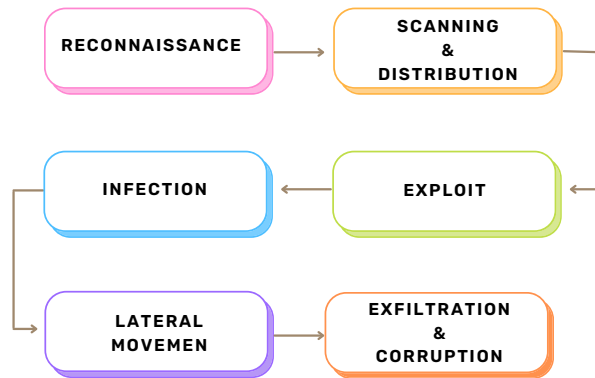 RECONNAISSANCE
SCANNING
&
DISTRIBUTION
INFECTION
EXPLOIT
LATERAL
MOVEMEN
EXFILTRATION
&
CORRUPTION